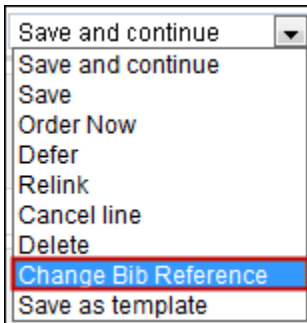 Save and continue
Save and continue
Save
Order Now
Defer
Relink
Cancel line
Delete
Change Bib Reference
Save as template